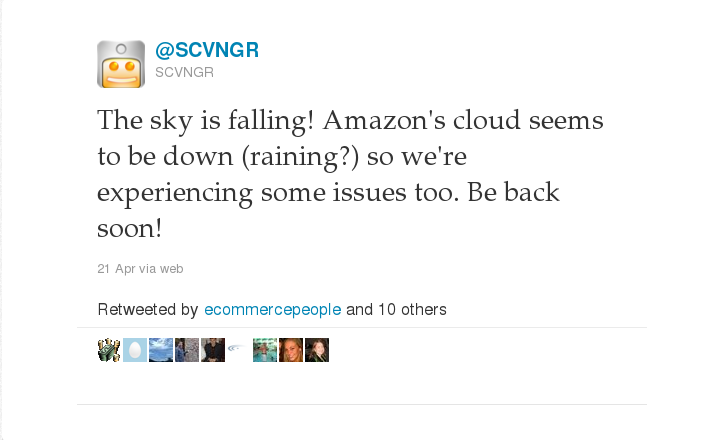 @SCVNGR
SCVNGR
The sky is falling! Amazon's cloud seems
to be down (raining?) so we're
experiencing some issues too. Be back
soon!
21 Apr via web
Retweeted by ecommercepeople and 10 others